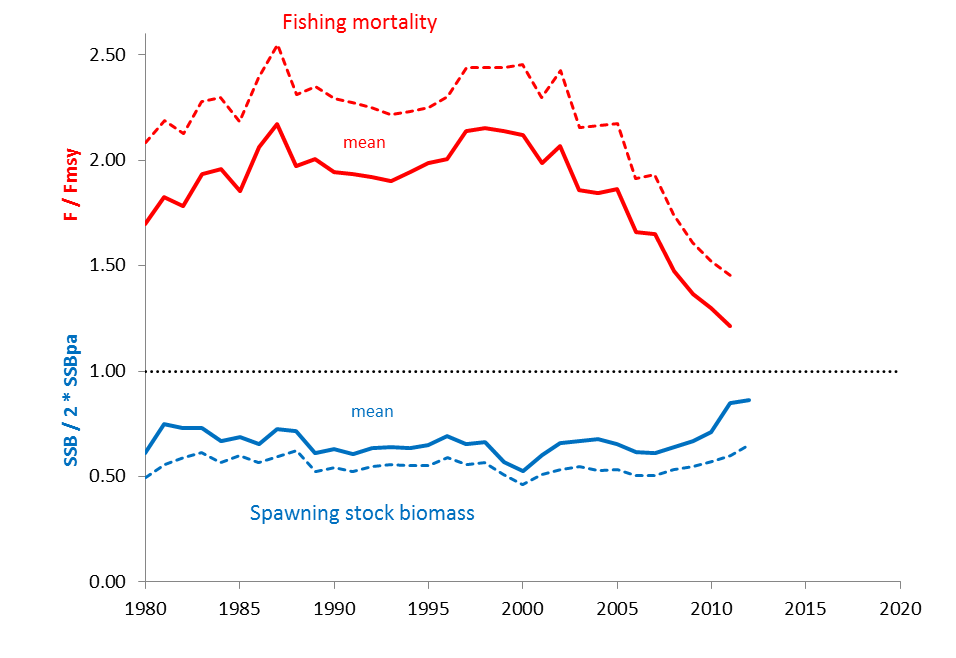 Fishing mortality
2.50
mean
2.00
F / Fmsy
1.50
SSB / 2 * SSBpa
1.00
mean
0.50
Spawning stock biomass
0.00
1980 1985 1990 1995 2000 2005 2010 2015 2020